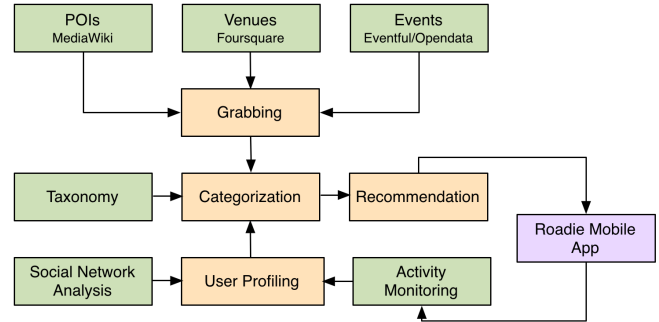 POIs
MediaWiki
Venues
Foursquare
Events
Eventful/Opendata
Grabbing
Taxonomy
Categorization
Recommendation
Roadie Mobile
App
Social Network
Analysis
User Profiling
Activity
Monitoring